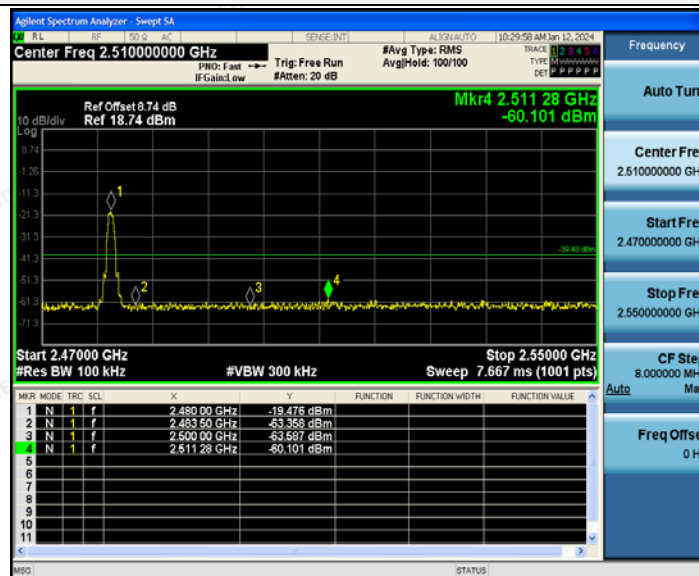 Agilent Spectrum Analyzer - Swept SA
RL RF 50 Ω AC SENSE:INT ALIGN AUTO 10:29:58 AM Jan 12, 2024
Center Freq 2.510000000 GHz
PNO: Fast
IFGain:Low
Trig: Free Run
#Atten: 20 dB
#Avg Type: RMS
Avg|Hold: 100/100
TRACE 1 2 3 4 5 6
TYPE M W W W W W
DET P P P P P P
Ref Offset 8.74 dB
10 dB/div Ref 18.74 dBm
Log
Mkr4 2.511 28 GHz
-60.101 dBm
8.74
-1.26
-11.3
-21.3
-31.3
-41.3
-51.3
-61.3
-71.3
1
2
3
4
-39.48 dBm
Start 2.47000 GHz Stop 2.55000 GHz
#Res BW 100 kHz #VBW 300 kHz Sweep 7.667 ms (1001 pts)
MKR MODE TRC SCL X Y FUNCTION FUNCTION WIDTH FUNCTION VALUE
1 N 1 f 2.480 00 GHz -19.476 dBm
2 N 1 f 2.483 50 GHz -63.358 dBm
3 N 1 f 2.500 00 GHz -63.587 dBm
4 N 1 f 2.511 28 GHz -60.101 dBm
5
6
7
8
9
10
11
MSG STATUS
Frequency
Auto Tun
Center Fre
2.510000000 GH
Start Fre
2.470000000 GH
Stop Fre
2.550000000 GH
CF Ste
8.000000 MH
Auto Ma
Freq Offse
0 H